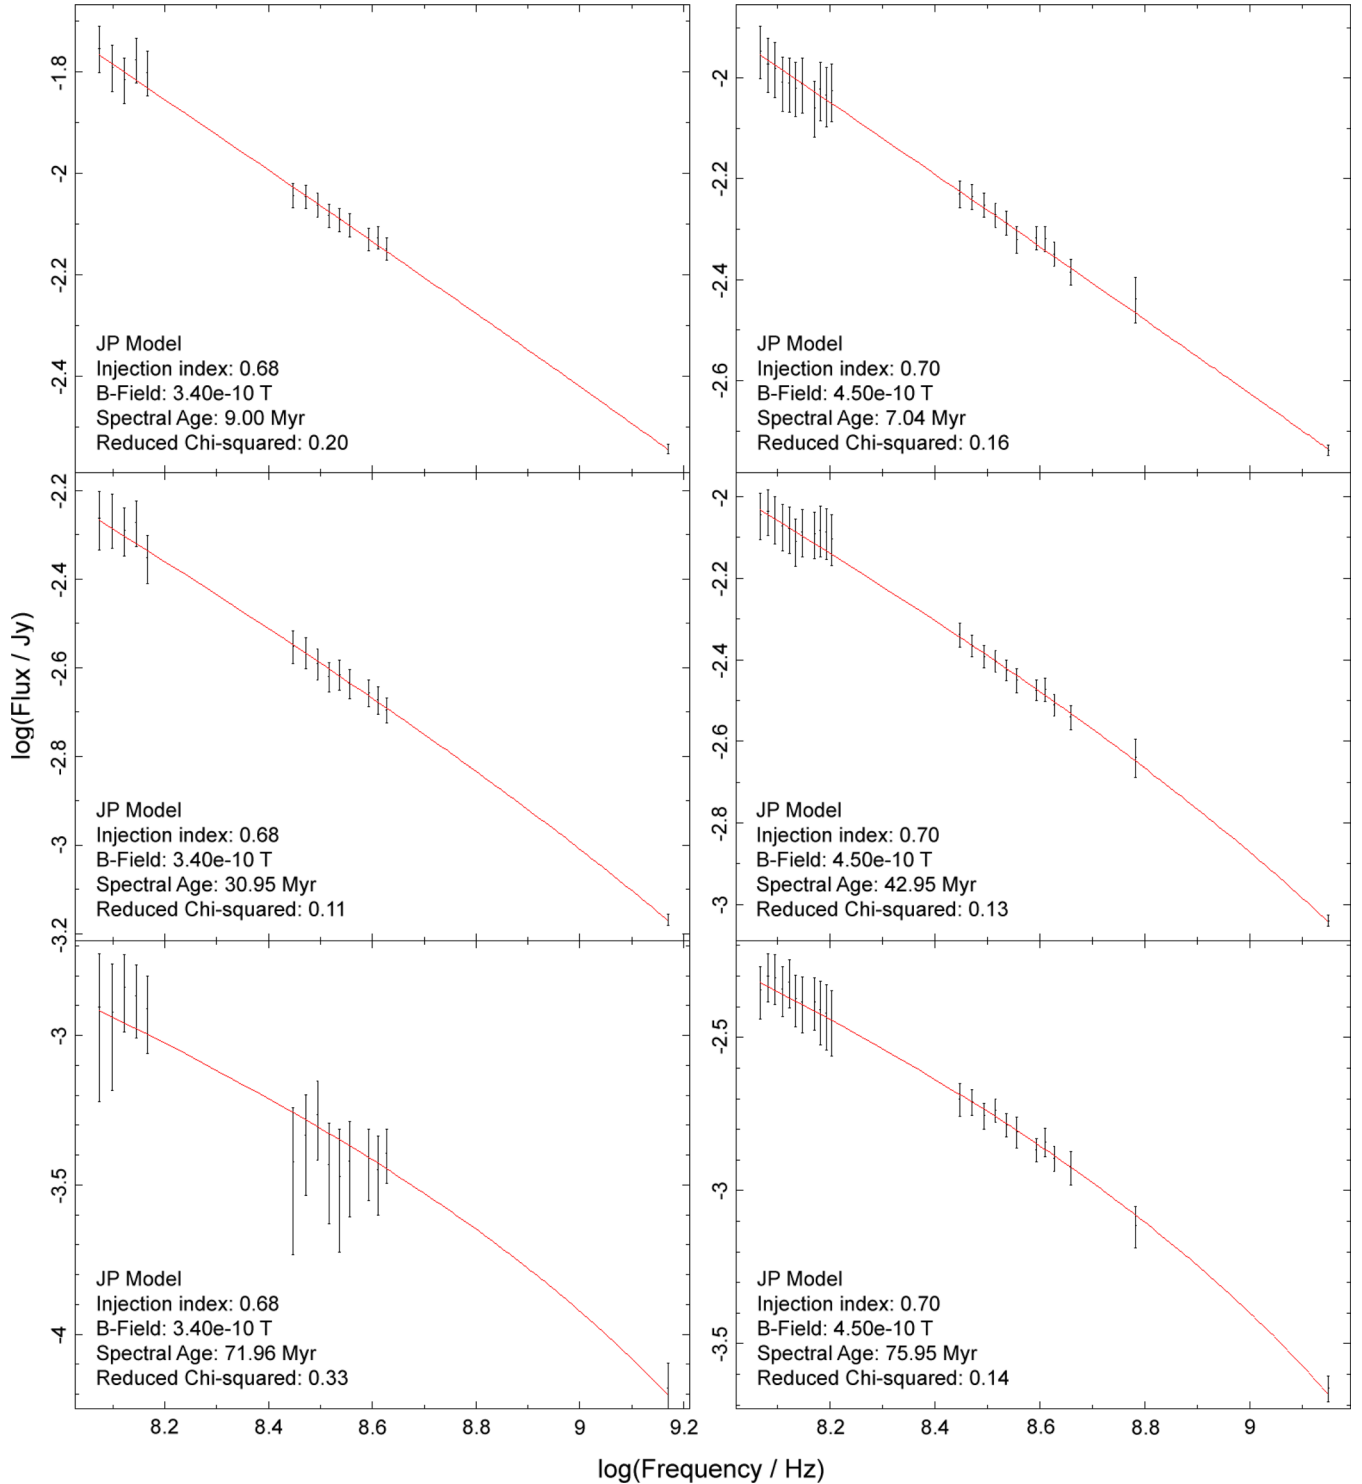 -1.8
-2
-2.2
-2.4
JP Model
Injection index: 0.68
B-Field: 3.40e-10 T
Spectral Age: 9.00 Myr
Reduced Chi-squared: 0.20
-2
-2.2
-2.4
-2.6
JP Model
Injection index: 0.70
B-Field: 4.50e-10 T
Spectral Age: 7.04 Myr
Reduced Chi-squared: 0.16
log(Flux / Jy)
-2.2
-2.4
-2.6
-2.8
-3
-3.2
JP Model
Injection index: 0.68
B-Field: 3.40e-10 T
Spectral Age: 30.95 Myr
Reduced Chi-squared: 0.11
-2
-2.2
-2.4
-2.6
-2.8
-3
JP Model
Injection index: 0.70
B-Field: 4.50e-10 T
Spectral Age: 42.95 Myr
Reduced Chi-squared: 0.13
-3
-3.5
-4
JP Model
Injection index: 0.68
B-Field: 3.40e-10 T
Spectral Age: 71.96 Myr
Reduced Chi-squared: 0.33
8.2 8.4 8.6 8.8 9 9.2
-2.5
-3
-3.5
JP Model
Injection index: 0.70
B-Field: 4.50e-10 T
Spectral Age: 75.95 Myr
Reduced Chi-squared: 0.14
8.2 8.4 8.6 8.8 9
log(Frequency / Hz)